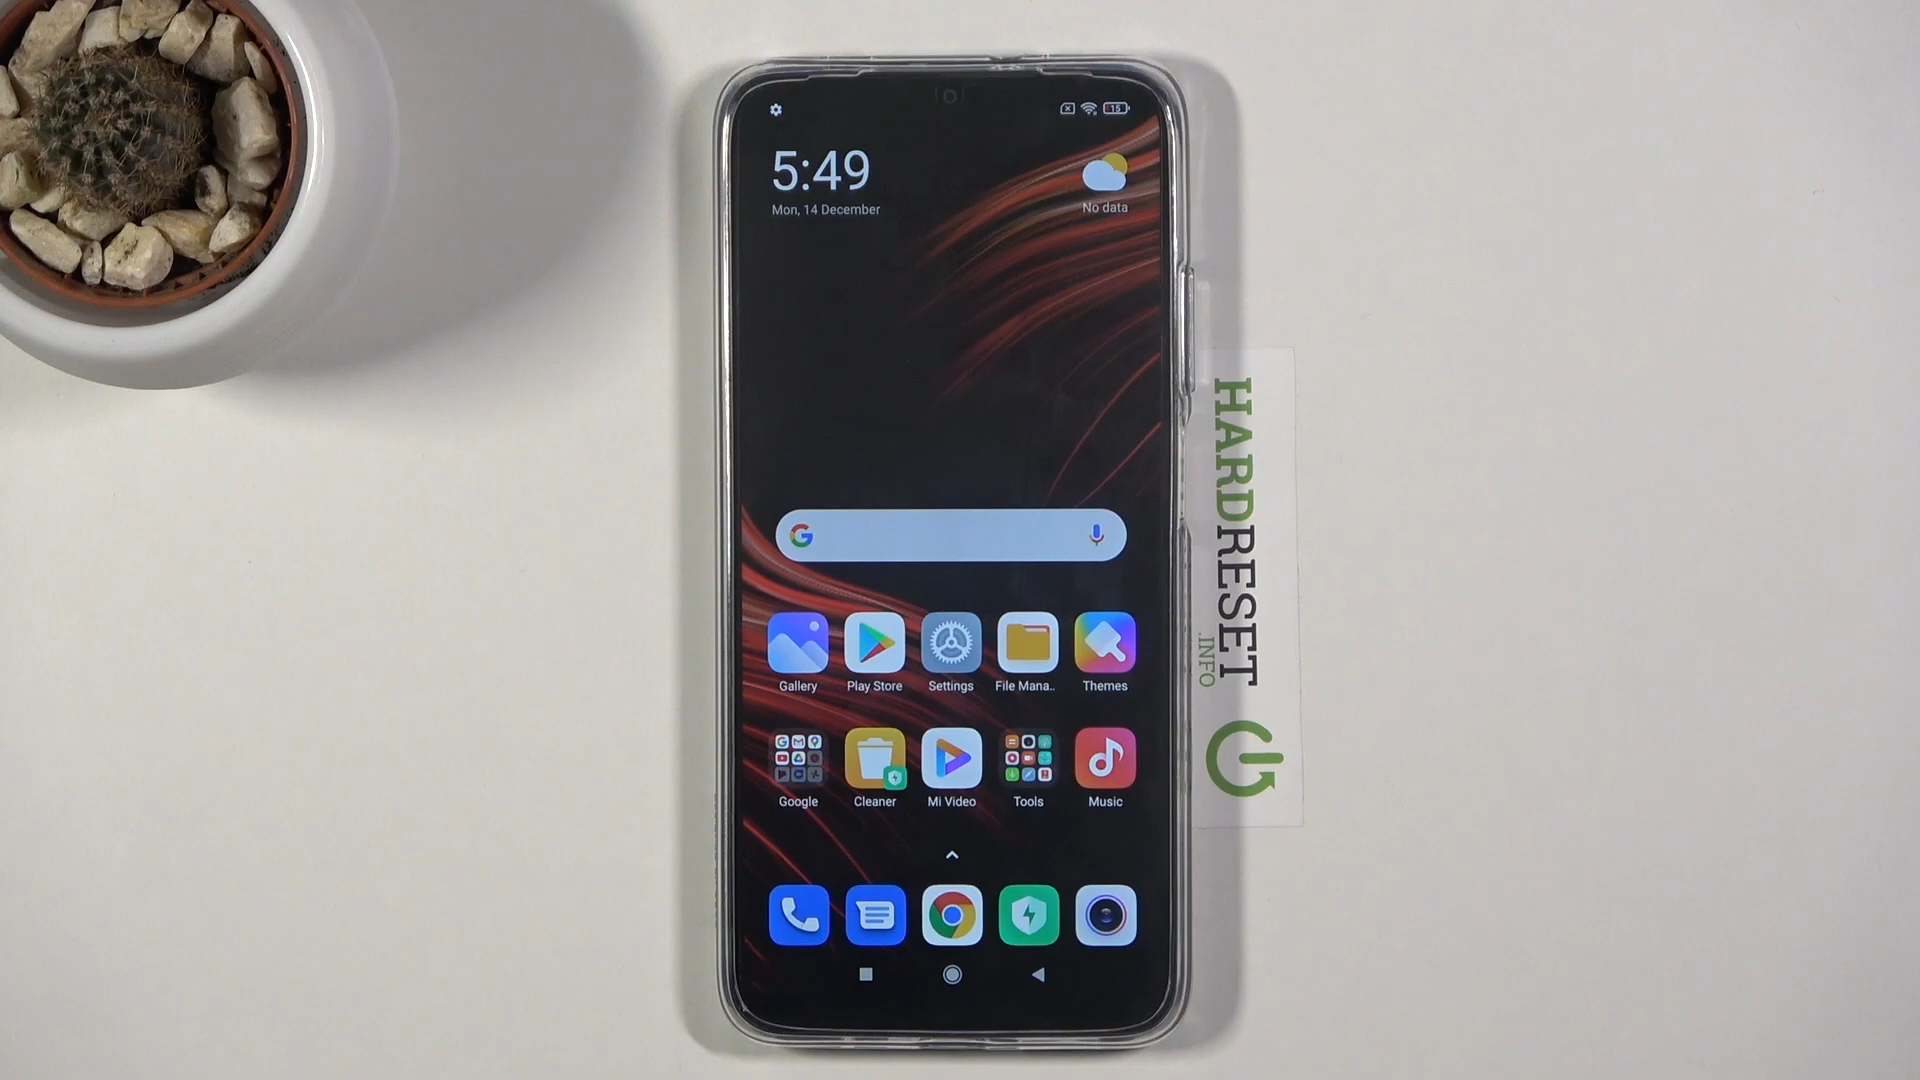 15
5:49
Mon, 14 December
No data
Gallery
Play Store
Settings
File Mana..
Themes
Google
Cleaner
Mi Video
Tools
Music
HARDRESET
.INFO